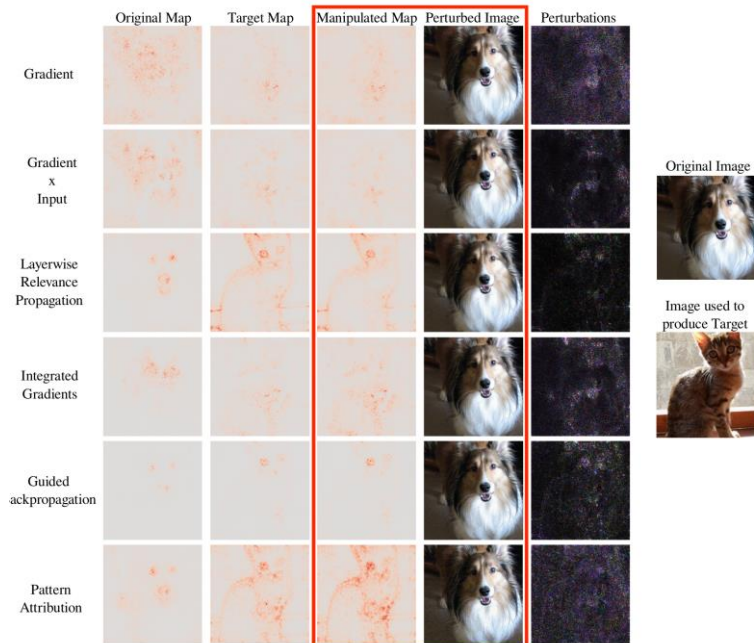 Original Map
Target Map
Manipulated Map
Perturbed Image
Perturbations
Gradient
Gradient
x
Input
Original Image
Layerwise
Relevance
Propagation
Image used to
produce Target
Integrated
Gradients
Guided
ackpropagation
Pattern
Attribution